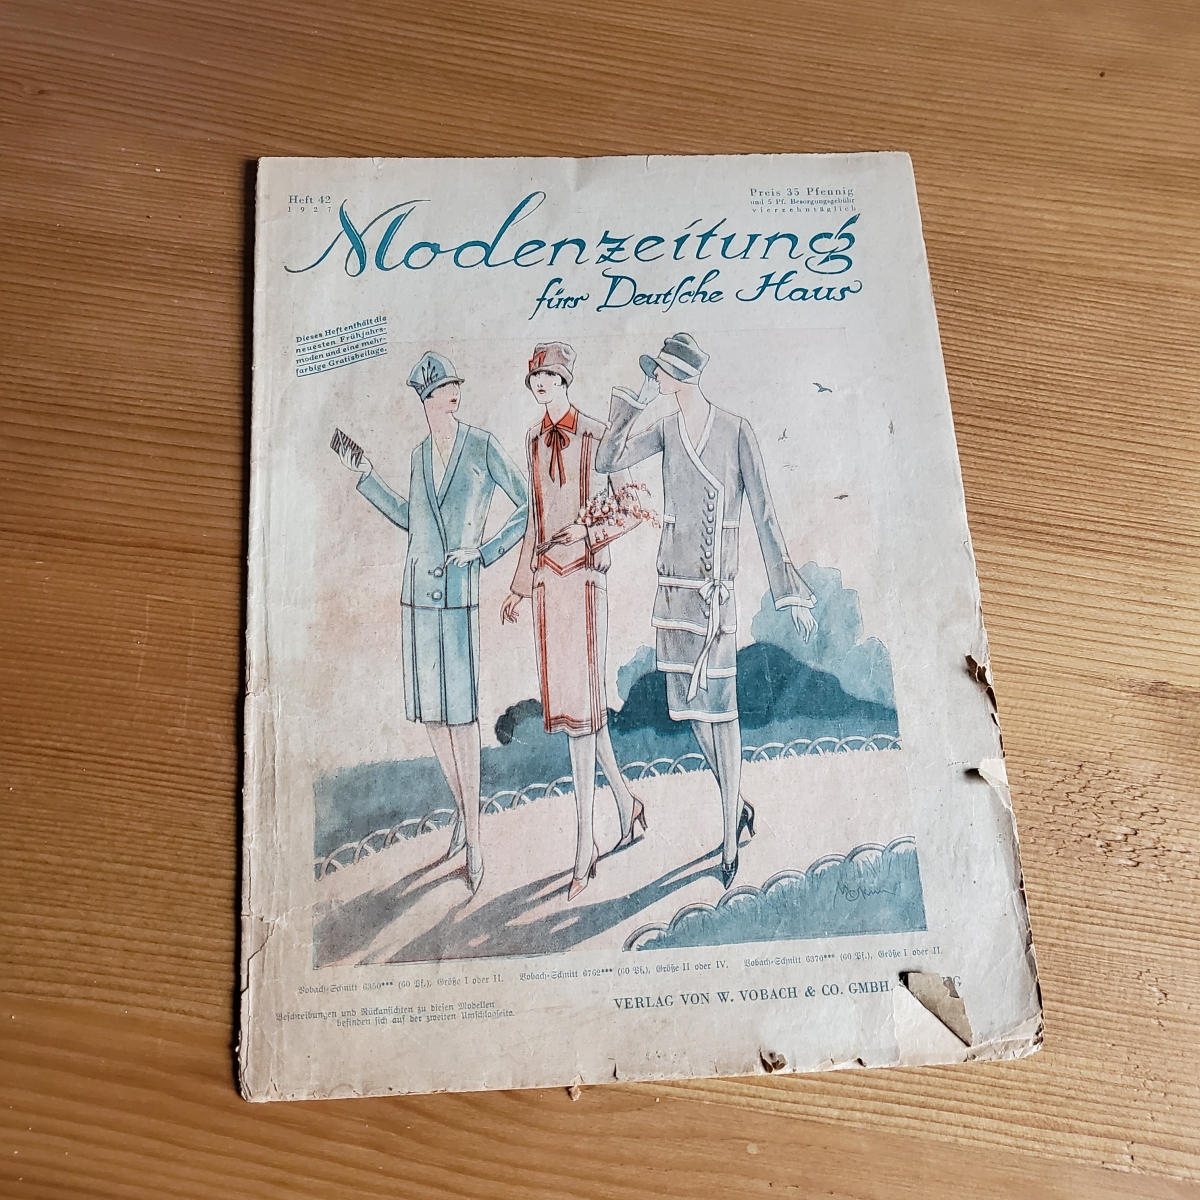 Heft 42
1927
Preis 35 Pfennig
und 5 Pf. Besorgungsgebühr
vierzehntäglich
Modenzeitung
fürs Deutſche Haus
Dieses Heft enthält die
neuesten Frühjahrs-
moden und eine mehr-
farbige Gratisbeilage.
Vobach-Schnitt 6350*** (60 Pf.), Größe I oder II. Vobach-Schnitt 6762*** (60 Pf.), Größe II oder IV. Vobach-Schnitt 6370*** (60 Pf.), Größe I oder II.
Beſchreibungen und Rückanſichten zu dieſen Modellen
befinden ſich auf der zweiten Umſchlagſeite.
VERLAG VON W. VOBACH & CO. GMBH.